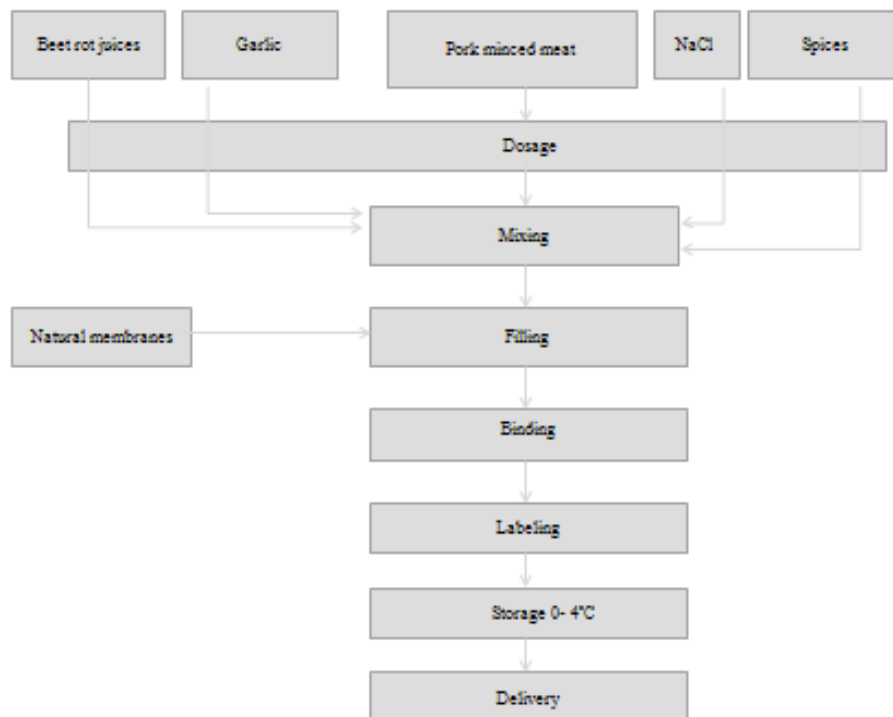 Beet rot juices
Garlic
Pork minced meat
NaCl
Spices
Dosage
Mixing
Natural membranes
Filling
Binding
Labeling
Storage 0- 4°C
Delivery